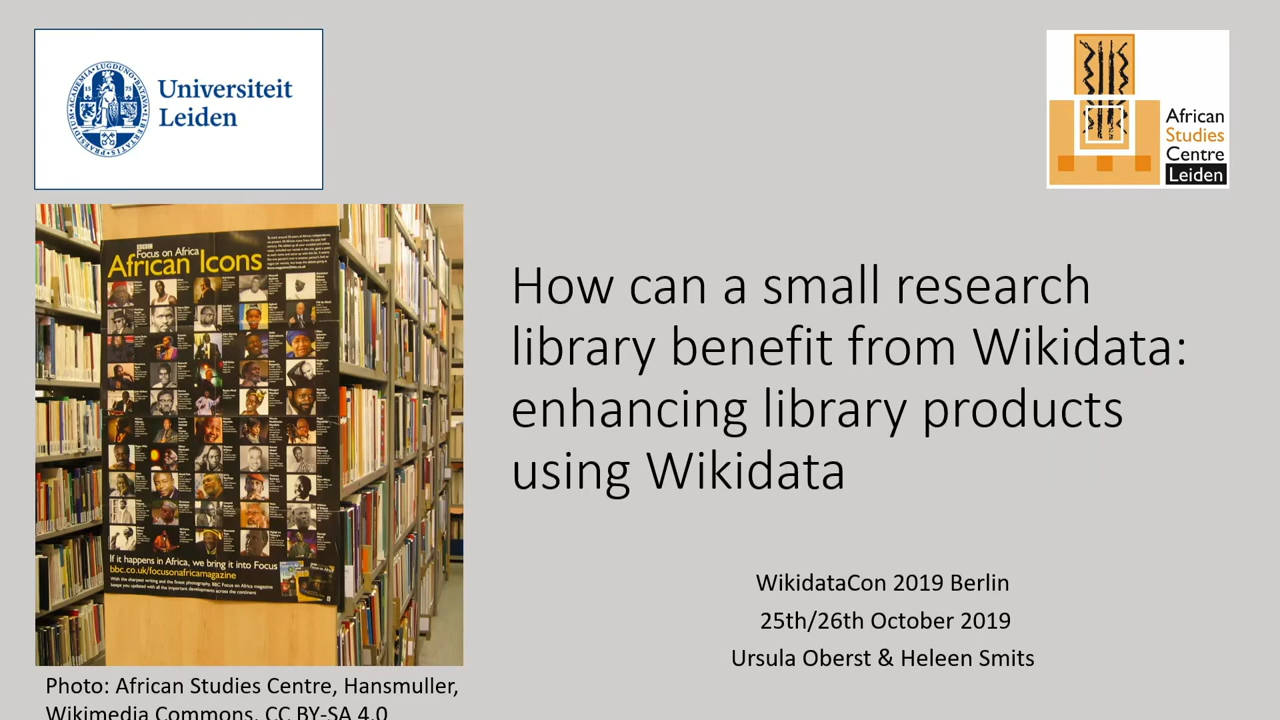 Universiteit
Leiden
African
Studies
Centre
Leiden
BBC
Focus on Africa
African Icons
If it happens in Africa, we bring it into Focus
bbc.co.uk/focusonafricamagazine
How can a small research
library benefit from Wikidata:
enhancing library products
using Wikidata
WikidataCon 2019 Berlin
25th/26th October 2019
Ursula Oberst & Heleen Smits
Photo: African Studies Centre, Hansmuller,
Wikimedia Commons, CC BY-SA 4.0